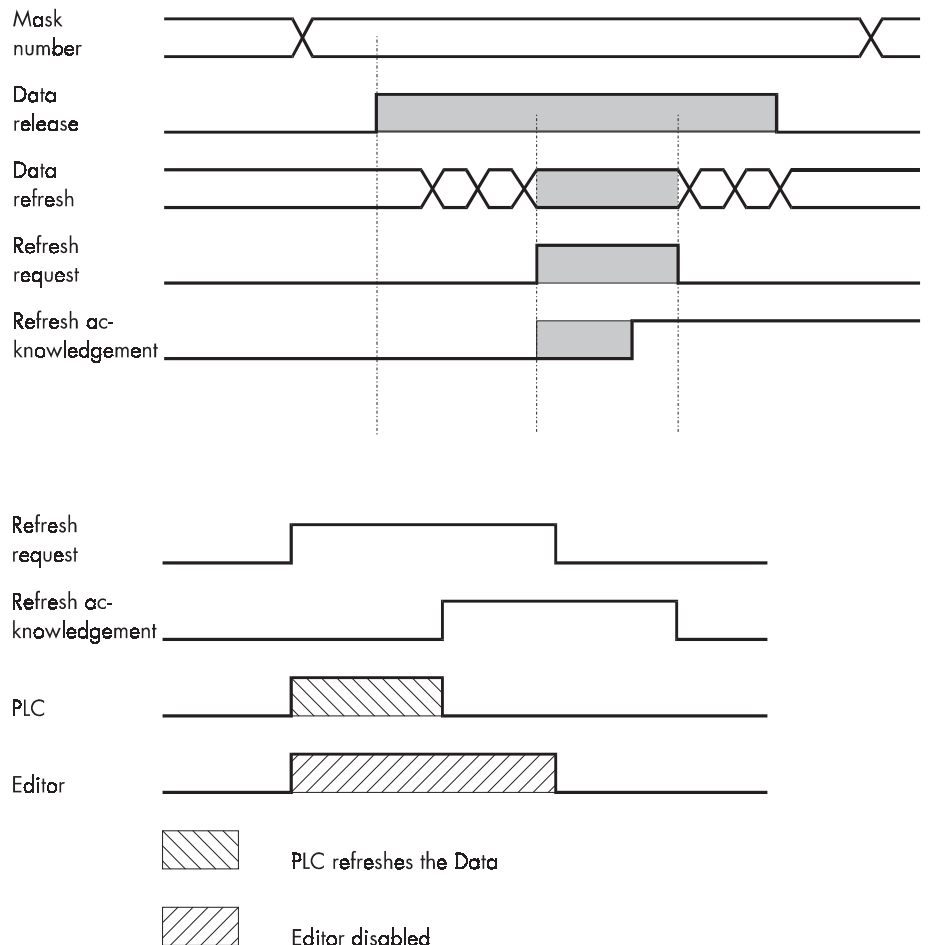 Mask
number
Data
release
Data
refresh
Refresh
request
Refresh ac-
knowledgement
Refresh
request
Refresh ac-
knowledgement
PLC
Editor
PLC refreshes the Data
Editor disabled